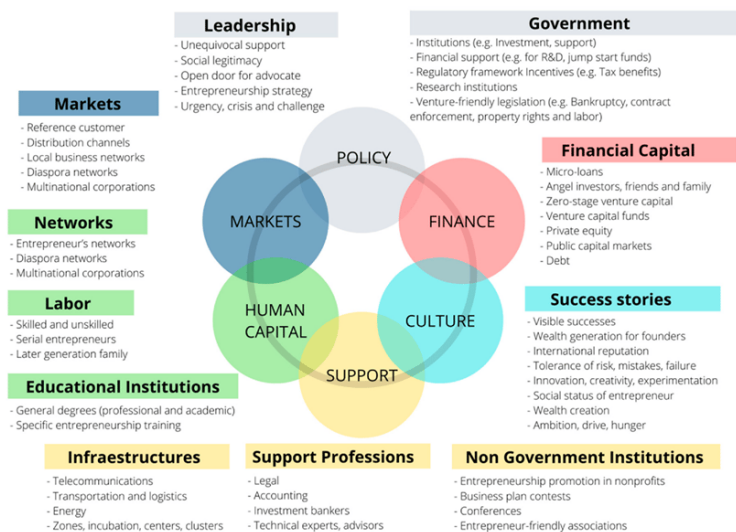 Leadership
- Unequivocal support
- Social legitimacy
- Open door for advocate
- Entrepreneurship strategy
- Urgency, crisis and challenge
Government
- Institutions (e.g. Investment, support)
- Financial support (e.g. for R&D, jump start funds)
- Regulatory framework Incentives (e.g. Tax benefits)
- Research institutions
- Venture-friendly legislation (e.g. Bankruptcy, contract
enforcement, property rights and labor)
Markets
- Reference customer
- Distribution channels
- Local business networks
- Diaspora networks
- Multinational corporations
Financial Capital
- Micro-loans
- Angel investors, friends and family
- Zero-stage venture capital
- Venture capital funds
- Private equity
- Public capital markets
- Debt
POLICY
MARKETS
FINANCE
HUMAN
CAPITAL
CULTURE
SUPPORT
Networks
- Entrepreneur's networks
- Diaspora networks
- Multinational corporations
Labor
- Skilled and unskilled
- Serial entrepreneurs
- Later generation family
Success stories
- Visible successes
- Wealth generation for founders
- International reputation
- Tolerance of risk, mistakes, failure
- Innovation, creativity, experimentation
- Social status of entrepreneur
- Wealth creation
- Ambition, drive, hunger
Educational Institutions
- General degrees (professional and academic)
- Specific entrepreneurship training
Infraestructures
- Telecommunications
- Transportation and logistics
- Energy
- Zones, incubation, centers, clusters
Support Professions
- Legal
- Accounting
- Investment bankers
- Technical experts, advisors
Non Government Institutions
- Entrepreneurship promotion in nonprofits
- Business plan contests
- Conferences
- Entrepreneur-friendly associations